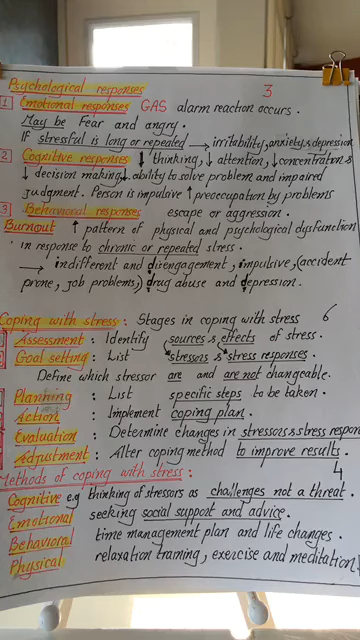 Psychological responses
3
1 Emotional responses GAS alarm reaction occurs.
May be Fear and angry.
If stressful is long or repeated → irritability, anxiety & depression
2 Cognitive responses ↓ thinking, ↓ attention, ↓ concentration &
↓ decision making ↓ ability to solve problem and impaired
judgment. Person is impulsive ↑ preoccupation by problems
3 Behavioral responses escape or aggression.
Burnout ↑ pattern of physical and psychological dysfunction
in response to chronic or repeated stress.
→ indifferent and disengagement, impulsive, (accident
prone, job problems,) drug abuse and depression.
Coping with stress: Stages in coping with stress 6
Assessment: Identify sources & effects of stress.
Goal setting: List stressors & stress responses.
Define which stressor are and are not changeable.
Planning : List specific steps to be taken.
Action : Implement coping plan.
Evaluation : Determine changes in stressors & stress respon
Adjustment : Alter coping method to improve results.
4
Methods of coping with stress:
Cognitive e.g thinking of stressors as challenges not a threat.
Emotional seeking social support and advice.
Behavioral time management plan and life changes.
Physical relaxation training, exercise and meditation